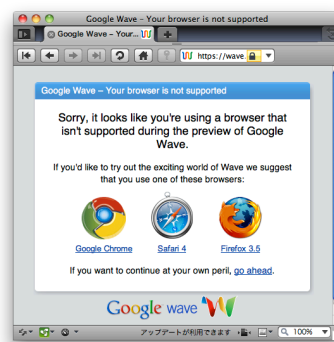 Google Wave – Your browser is not supported
Google Wave – Your...
https://wave.
Google Wave – Your browser is not supported
Sorry, it looks like you're using a browser that
isn't supported during the preview of Google
Wave.
If you'd like to try out the exciting world of Wave we suggest
that you use one of these browsers:
Google Chrome
Safari 4
Firefox 3.5
If you want to continue at your own peril, go ahead.
Google wave
アップデートが利用できます
100%